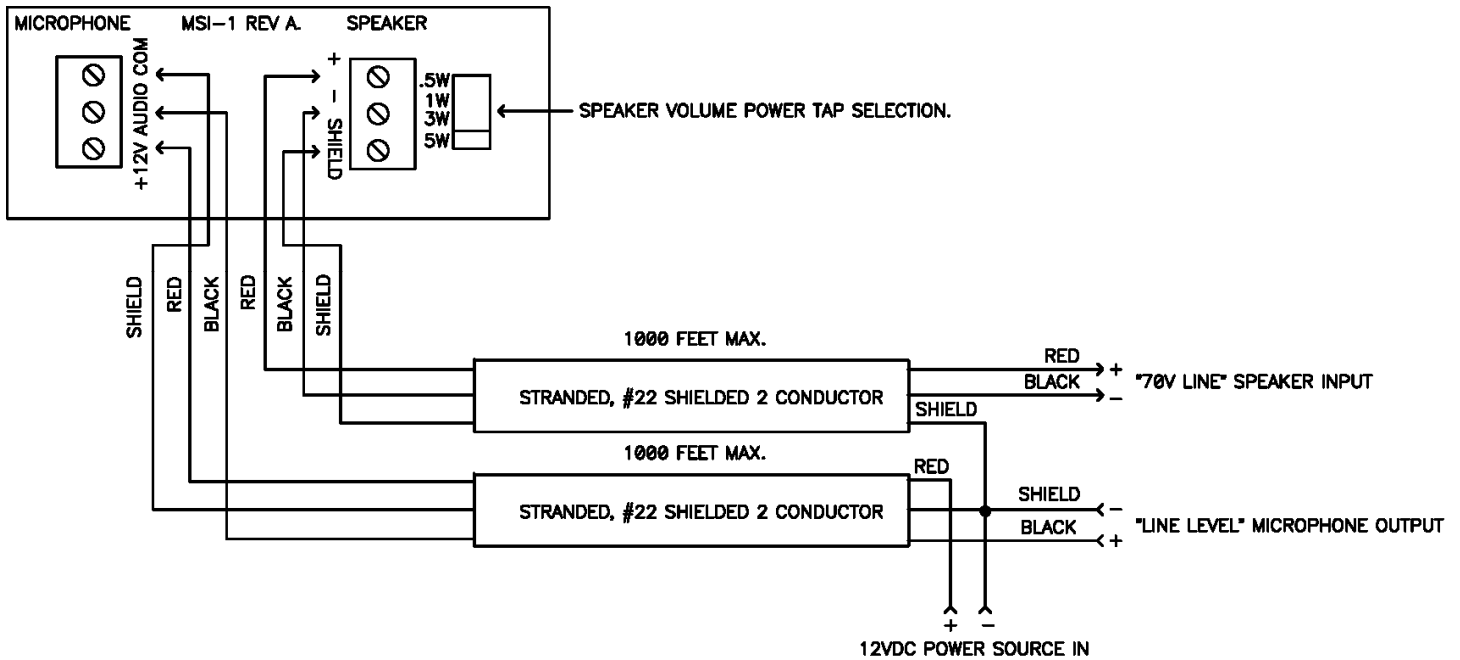 MICROPHONE MSI-1 REV A. SPEAKER
COM
AUDIO
+12V
+
-
SHIELD
.5W
1W
3W
5W
SPEAKER VOLUME POWER TAP SELECTION.
SHIELD
RED
BLACK
RED
BLACK
SHIELD
1000 FEET MAX.
STRANDED, #22 SHIELDED 2 CONDUCTOR
RED +
BLACK -
"70V LINE" SPEAKER INPUT
SHIELD
1000 FEET MAX.
STRANDED, #22 SHIELDED 2 CONDUCTOR
RED
SHIELD -
BLACK +
"LINE LEVEL" MICROPHONE OUTPUT
+ -
12VDC POWER SOURCE IN